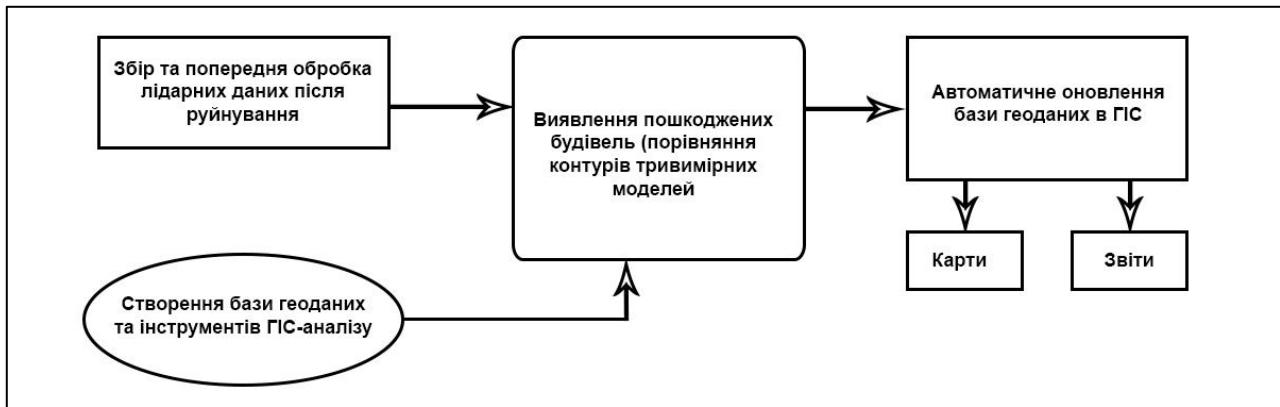 Збір та попередня обробка
лідарних даних після
руйнування
Виявлення пошкоджених
будівель (порівняння
контурів тривимірних
моделей
Автоматичне оновлення
бази геоданих в ГІС
Карти
Звіти
Створення бази геоданих
та інструментів ГІС-аналізу